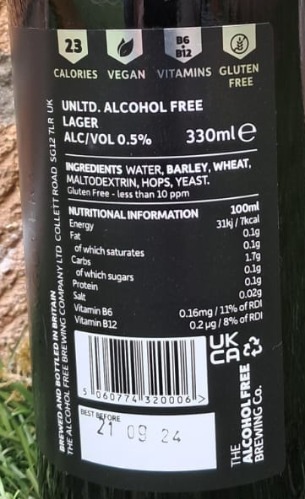 23
B6
+
B12
CALORIES VEGAN VITAMINS GLUTEN FREE
UNLTD. ALCOHOL FREE
LAGER
ALC/VOL 0.5% 330ml e
INGREDIENTS WATER, BARLEY, WHEAT,
MALTODEXTRIN, HOPS, YEAST.
Gluten Free - less than 10 ppm
NUTRITIONAL INFORMATION 100ml
Energy 31kj / 7kcal
Fat 0.1g
of which saturates 0.1g
Carbs 1.7g
of which sugars 0.1g
Protein 0.1g
Salt 0.02g
Vitamin B6 0.16mg / 11% of RDI
Vitamin B12 0.2 µg / 8% of RDI
5 060774 320006 >
BEST BEFORE
21 09 24
UK
CA
THE
ALCOHOL FREE
BREWING Co.
BREWED AND BOTTLED IN BRITAIN
THE ALCOHOL FREE BREWING COMPANY LTD COLLETT ROAD SG12 7LR UK